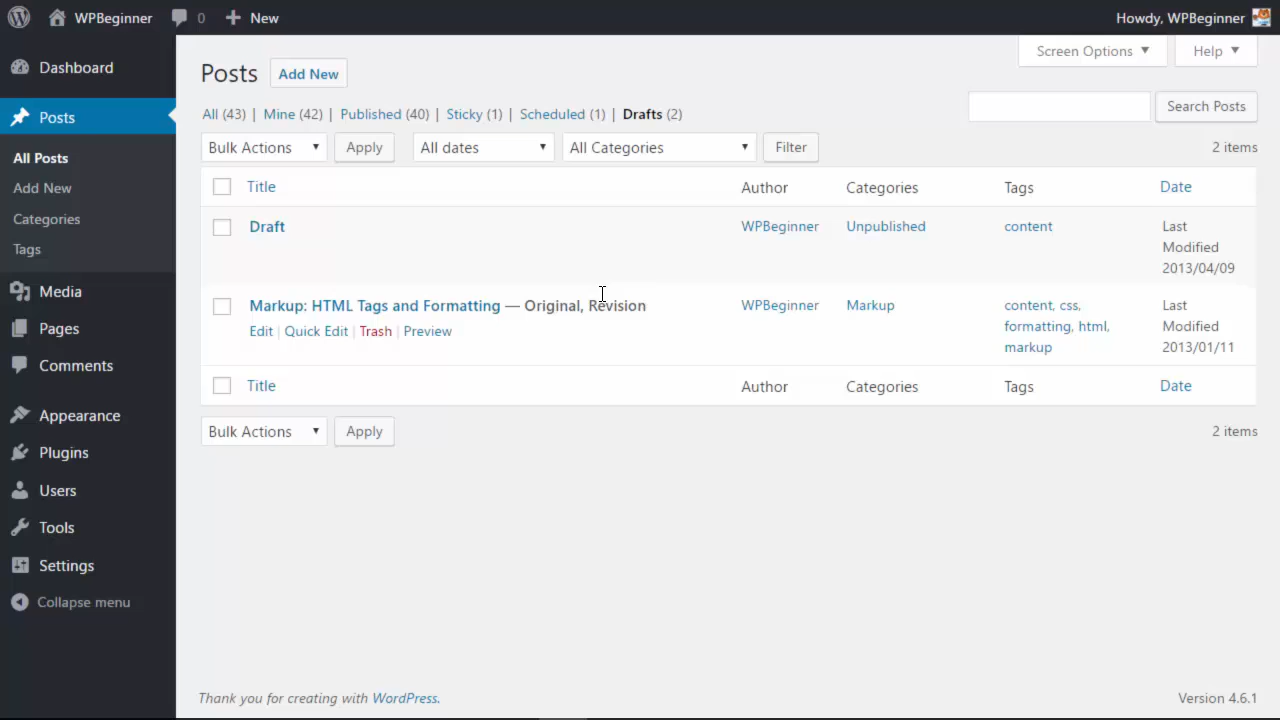 WPBeginner 0 New Howdy, WPBeginner
Screen Options Help
Dashboard
Posts
All Posts
Add New
Categories
Tags
Media
Pages
Comments
Appearance
Plugins
Users
Tools
Settings
Collapse menu
Posts Add New
All (43) | Mine (42) | Published (40) | Sticky (1) | Scheduled (1) | Drafts (2)
Search Posts
Bulk Actions Apply All dates All Categories Filter 2 items
Title Author Categories Tags Date
Draft WPBeginner Unpublished content Last
Modified
2013/04/09
Markup: HTML Tags and Formatting — Original, Revision WPBeginner Markup content, css, Last
Edit | Quick Edit | Trash | Preview formatting, html, Modified
markup 2013/01/11
Title Author Categories Tags Date
Bulk Actions Apply 2 items
Thank you for creating with WordPress. Version 4.6.1